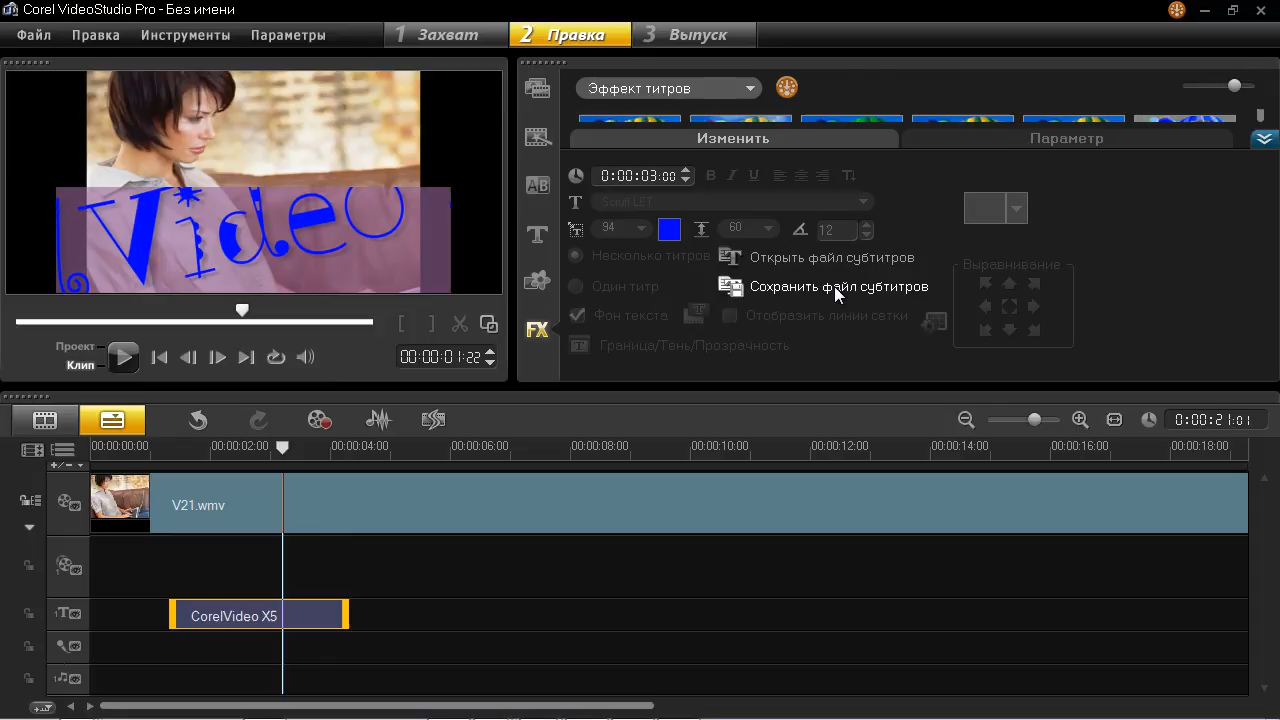 Corel VideoStudio Pro - Без имени
Файл Правка Инструменты Параметры 1 Захват 2 Правка 3 Выпуск
Эффект титров
Изменить Параметр
0:00:03:00 B I U
Scruff LET
94 60 12
Несколько титров Открыть файл субтитров
Выравнивание
Один титр Сохранить файл субтитров
Фон текста Отобразить линии сетки
Граница/Тень/Прозрачность
Video
AB
T
FX
Проект
Клип
00:00:01:22
0:00:21:01
00:00:00:00 00:00:02:00 00:00:04:00 00:00:06:00 00:00:08:00 00:00:10:00 00:00:12:00 00:00:14:00 00:00:16:00 00:00:18:00
V21.wmv
CorelVideo X5